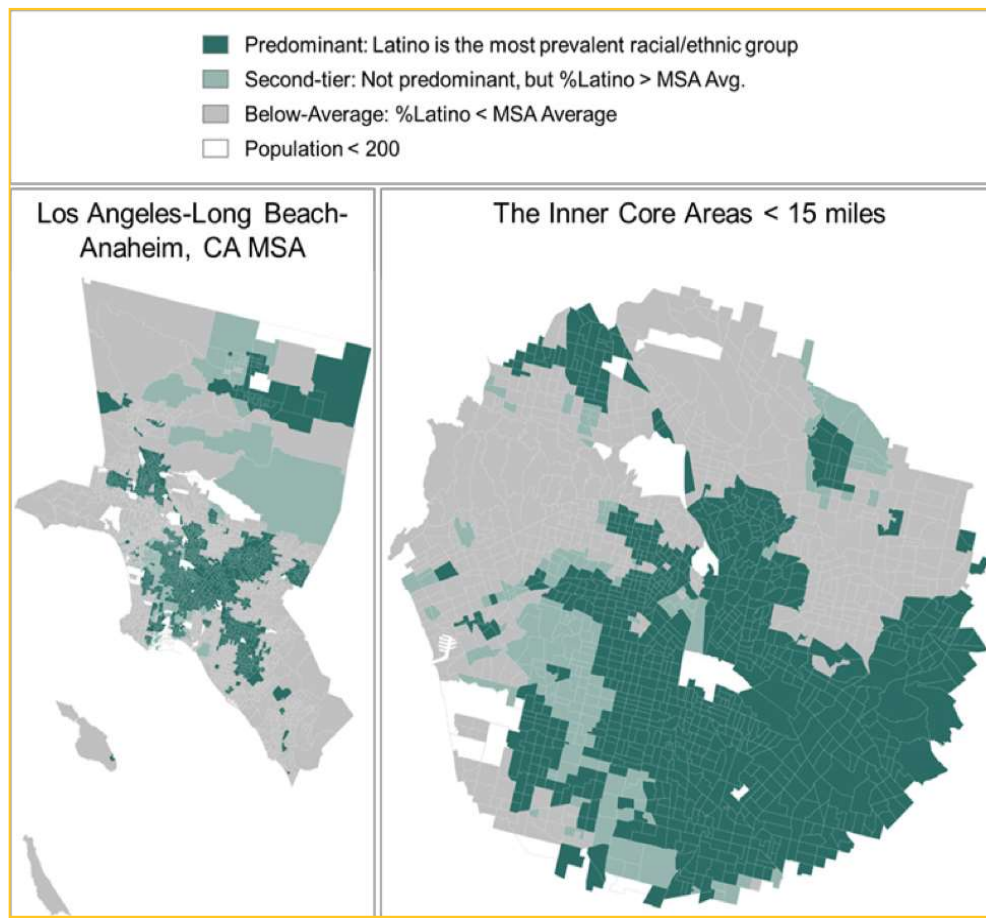 Predominant: Latino is the most prevalent racial/ethnic group
Second-tier: Not predominant, but %Latino > MSA Avg.
Below-Average: %Latino < MSA Average
Population < 200
Los Angeles-Long Beach-
Anaheim, CA MSA
The Inner Core Areas < 15 miles